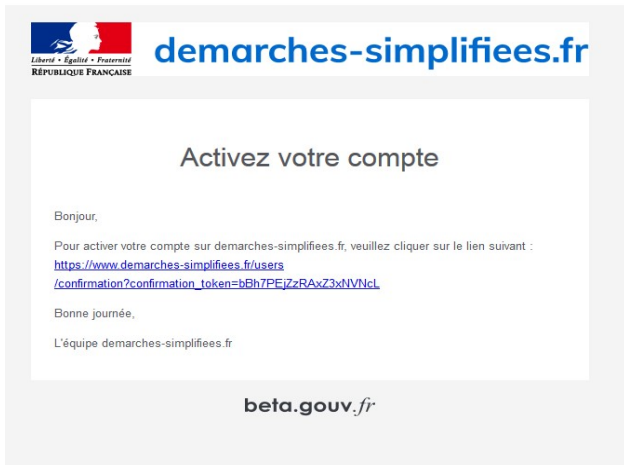 demarches-simplifiees.fr
Liberté • Égalité • Fraternité
RÉPUBLIQUE FRANÇAISE
Activez votre compte
Bonjour,
Pour activer votre compte sur demarches-simplifiees.fr, veuillez cliquer sur le lien suivant :
https://www.demarches-simplifiees.fr/users
/confirmation?confirmation_token=bBh7PEjZzRAxZ3xNVNcL
Bonne journée,
L'équipe demarches-simplifiees.fr
beta.gouv.fr